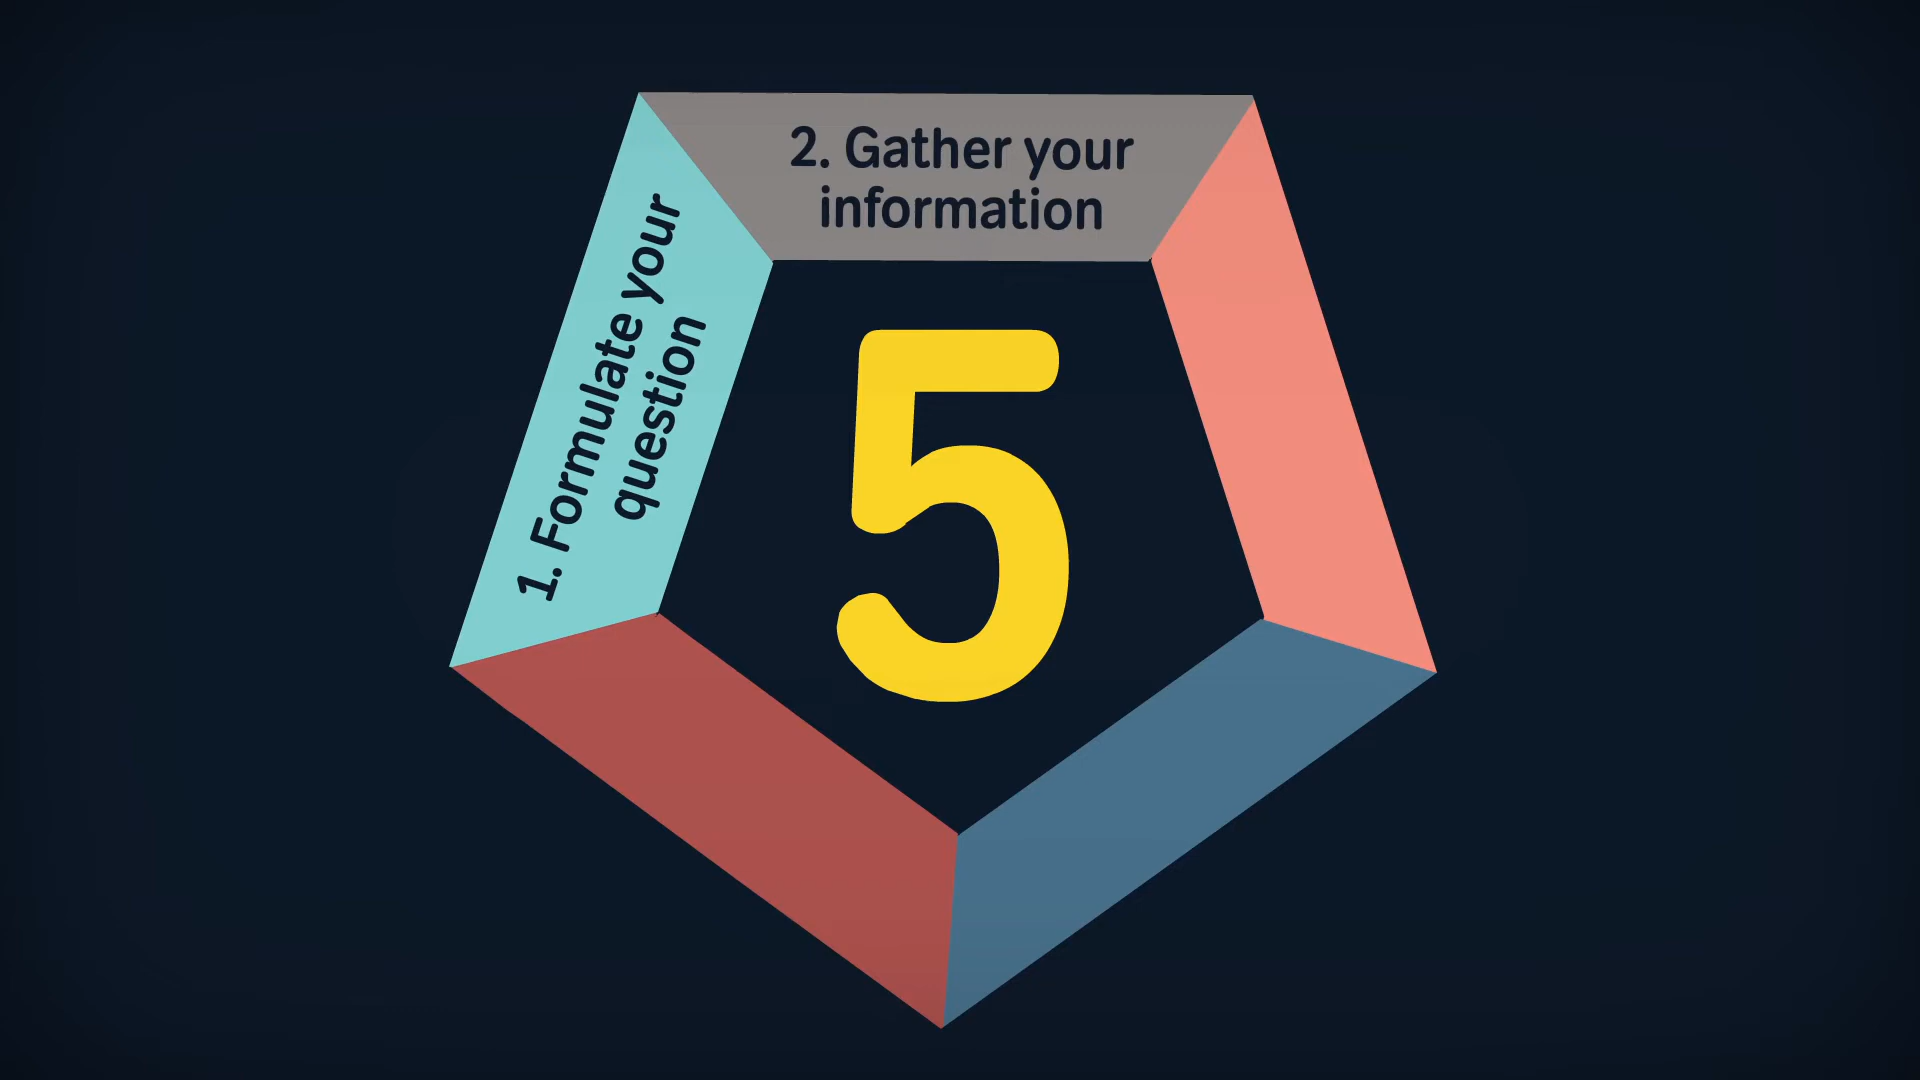 1. Formulate your
question
2. Gather your
information
5